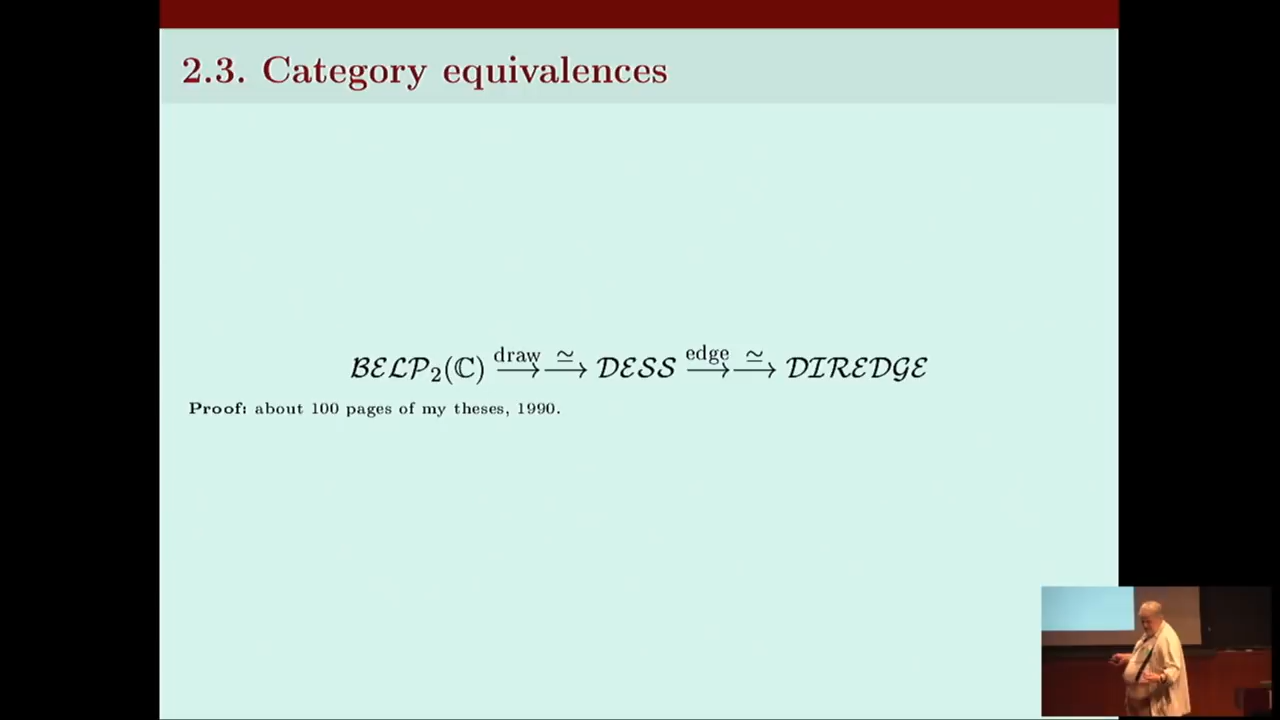 2.3. Category equivalences
𝓑𝓔𝓛𝓟₂(ℂ) draw→ ≃→ 𝓓𝓔𝓢𝓢 edge→ ≃→ 𝓓𝓘𝓡𝓔𝓓𝓖𝓔
Proof: about 100 pages of my theses, 1990.